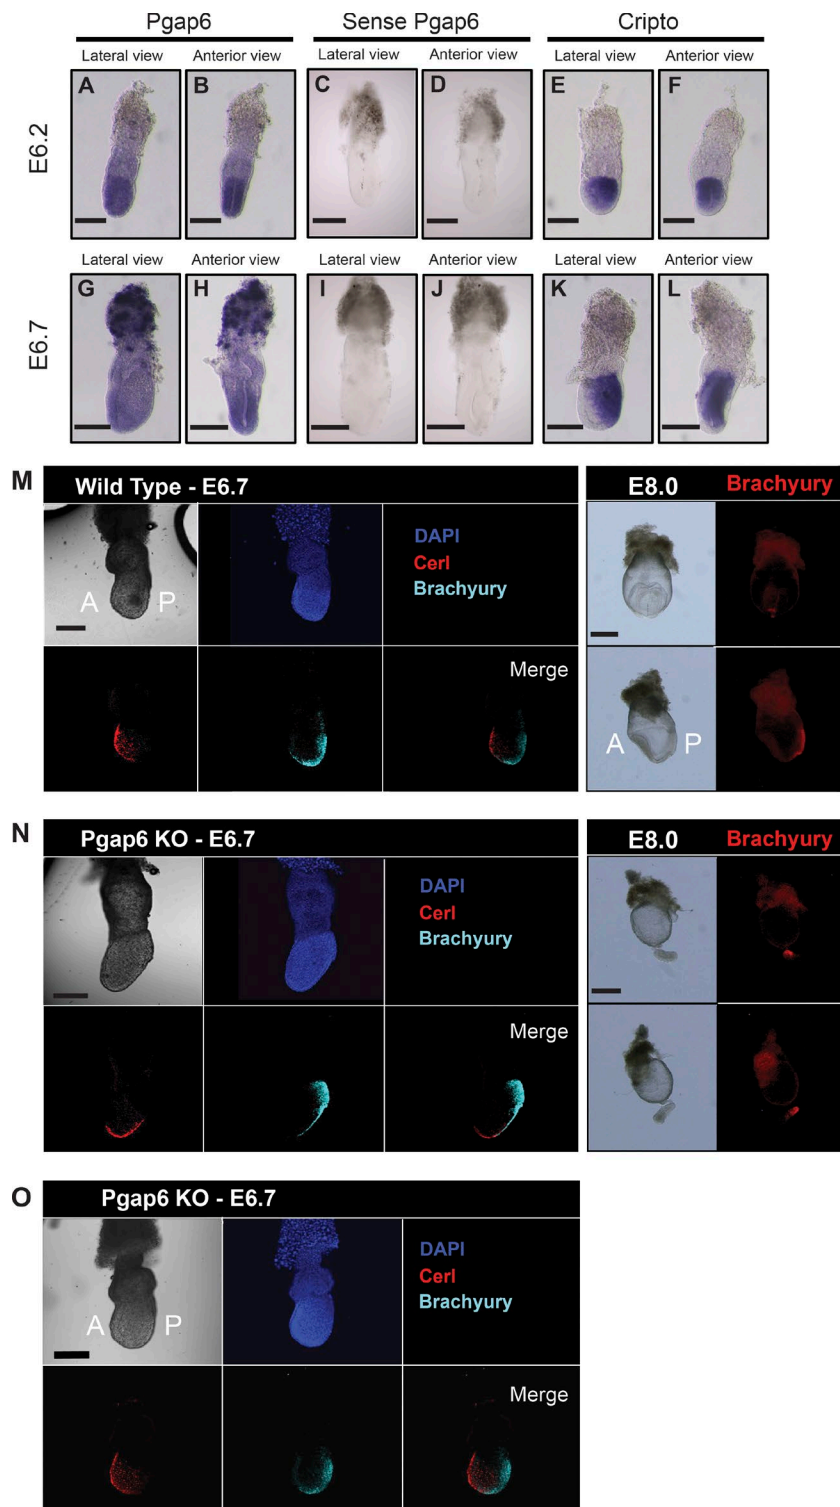 Pgap6 Sense Pgap6 Cripto
Lateral view Anterior view Lateral view Anterior view Lateral view Anterior view
E6.2
A B C D E F
Lateral view Anterior view Lateral view Anterior view Lateral view Anterior view
E6.7
G H I J K L
M
Wild Type - E6.7
E8.0 Brachyury
DAPI
Cerl
Brachyury
A P
Merge
A P
N
Pgap6 KO - E6.7
E8.0 Brachyury
DAPI
Cerl
Brachyury
Merge
O
Pgap6 KO - E6.7
DAPI
Cerl
Brachyury
A P
Merge